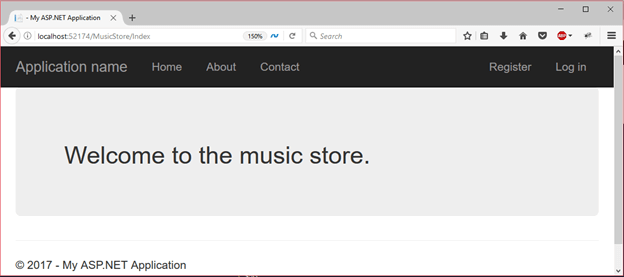 - My ASP.NET Application
localhost:52174/MusicStore/Index 150% Search ABP
Application name Home About Contact Register Log in
Welcome to the music store.
© 2017 - My ASP.NET Application